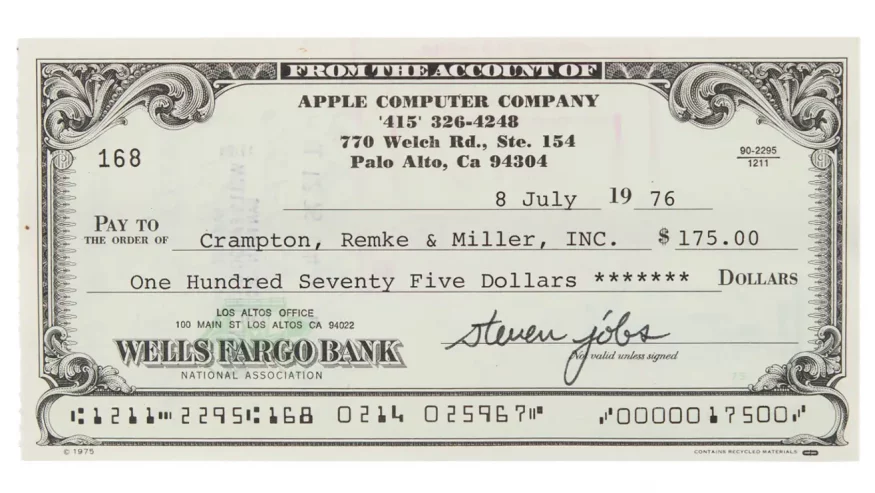 FROM THE ACCOUNT OF
APPLE COMPUTER COMPANY
'415' 326-4248
770 Welch Rd., Ste. 154
Palo Alto, Ca 94304
168
90-2295
1211
8 July 19 76
PAY TO
THE ORDER OF Crampton, Remke & Miller, INC. $ 175.00
One Hundred Seventy Five Dollars ******* DOLLARS
LOS ALTOS OFFICE
100 MAIN ST LOS ALTOS CA 94022
WELLS FARGO BANK
NATIONAL ASSOCIATION
steven jobs
Not valid unless signed
⑆1211⑉2295⑆168 0214 025967⑈ ⑇0000017500⑇
© 1975
CONTAINS RECYCLED MATERIALS